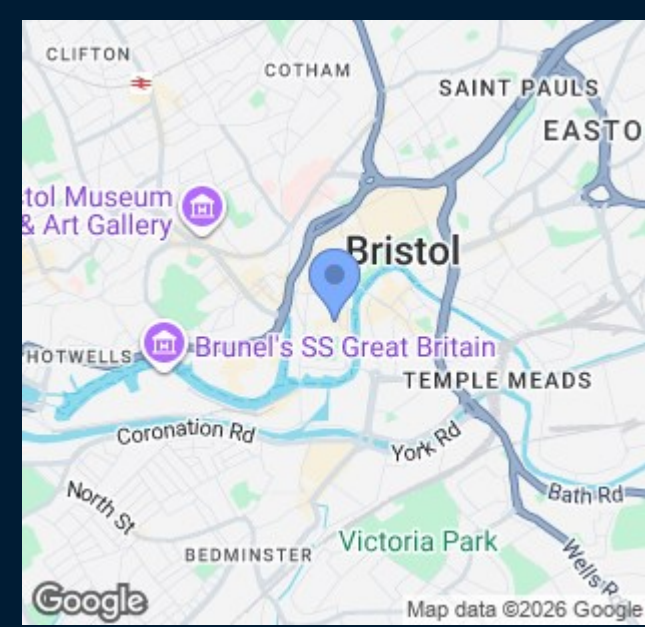 CLIFTON
COTHAM
SAINT PAULS
EASTO
tol Museum
& Art Gallery
Bristol
HOTWELLS
Brunel's SS Great Britain
TEMPLE MEADS
Coronation Rd
York Rd
North St
Bath Rd
BEDMINSTER
Victoria Park
Wells R
Google
Map data ©2026 Google